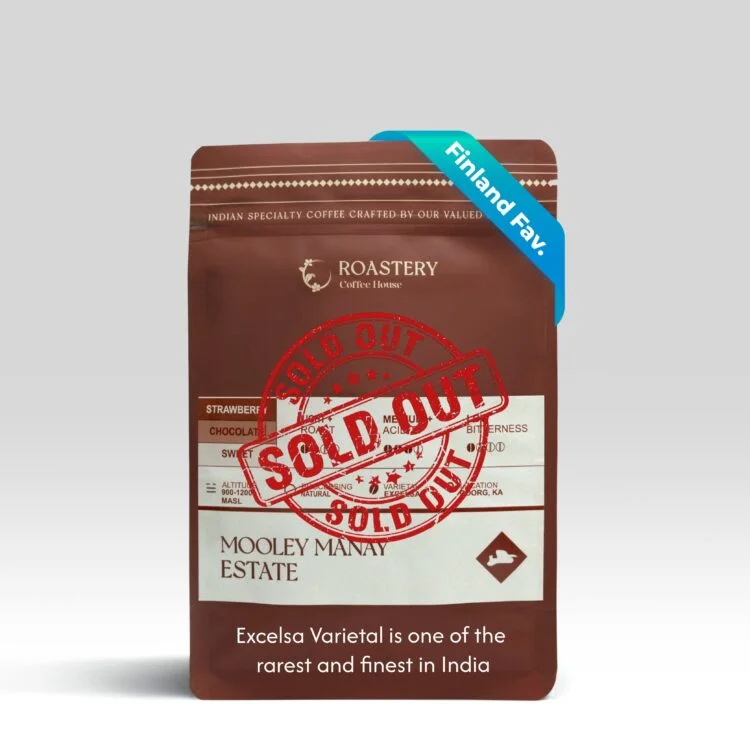 Finland Fav.
INDIAN SPECIALTY COFFEE CRAFTED BY OUR VALUED
ROASTERY
Coffee House
SOLD OUT
SOLD OUT
SOLD OUT
STRAWBERRY
CHOCOLATE
SWEET
ROAST
BITTERNESS
ALTITUDE
900-1200
MASL
NATURAL
EXCELSA
COORG, KA
MOOLEY MANAY
ESTATE
Excelsa Varietal is one of the
rarest and finest in India